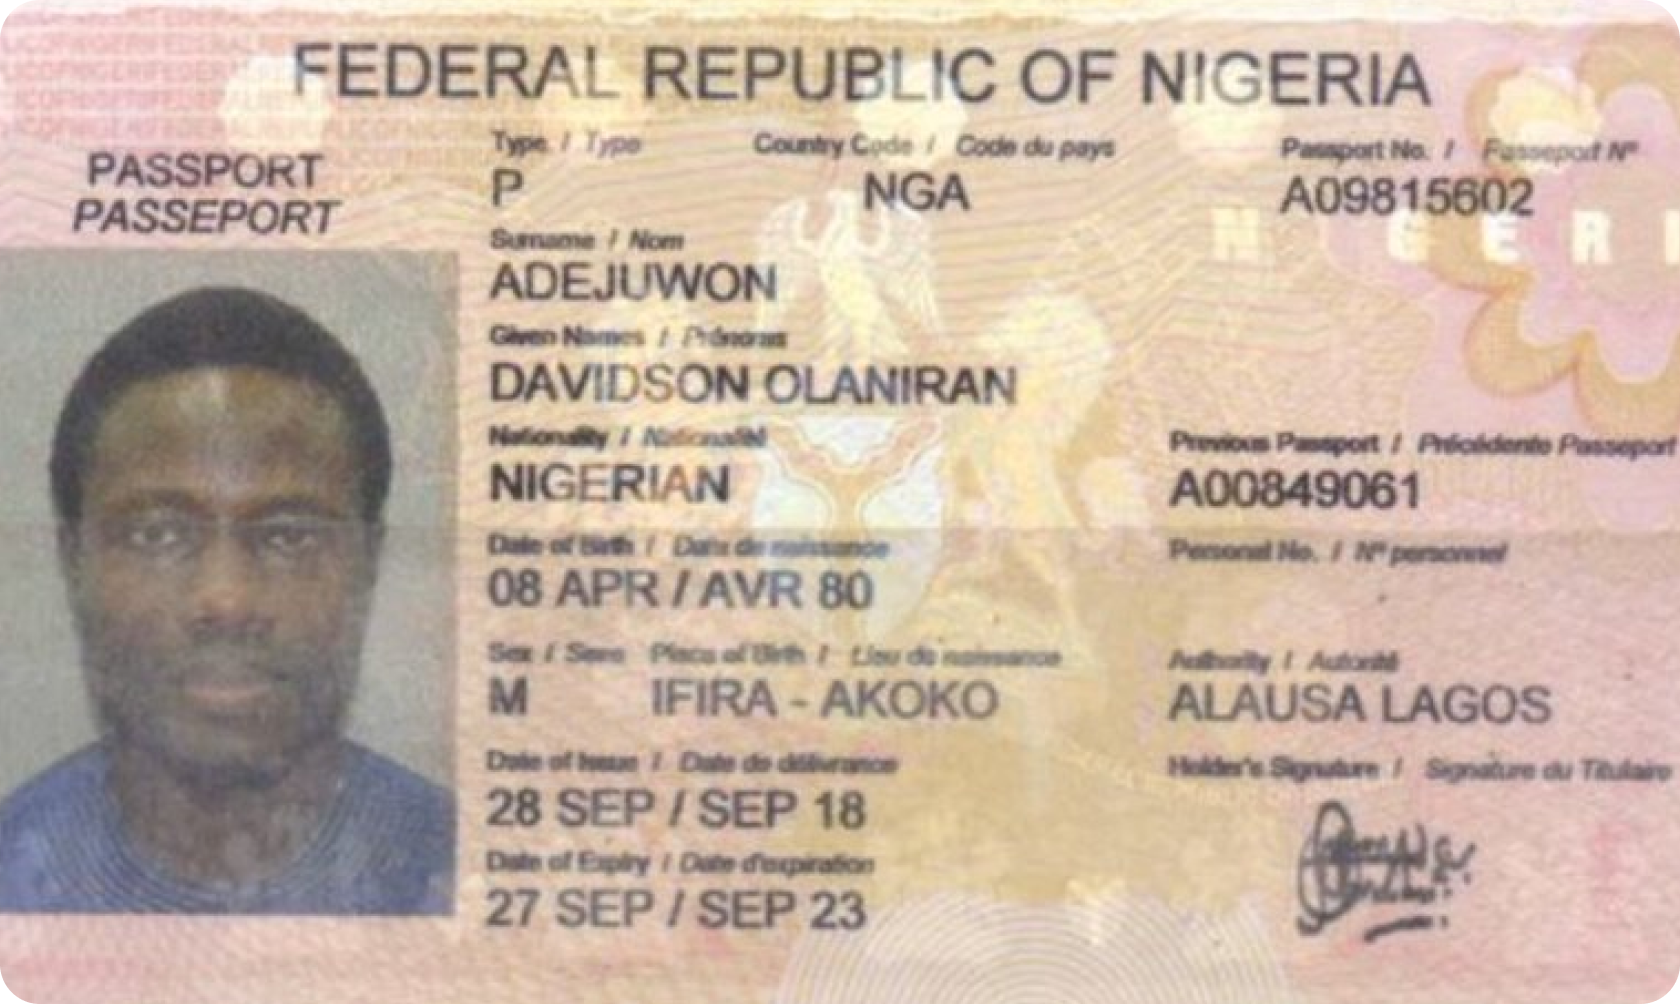 FEDERAL REPUBLIC OF NIGERIA
PASSPORT
PASSEPORT
Type / Type
Country Code / Code du pays
Passport No. / Passeport Nº
P
NGA
A09815602
N GERI
Surname / Nom
ADEJUWON
Given Names / Prénoms
DAVIDSON OLANIRAN
Nationality / Nationalité
Previous Passport / Précédente Passeport
NIGERIAN
A00849061
Date of Birth / Date de naissance
Personal No. / Nº personnel
08 APR / AVR 80
Sex / Sexe Place of Birth / Lieu de naissance
Authority / Autorité
M IFIRA - AKOKO
ALAUSA LAGOS
Date of Issue / Date de délivrance
Holder's Signature / Signature du Titulaire
28 SEP / SEP 18
Date of Expiry / Date d'expiration
27 SEP / SEP 23